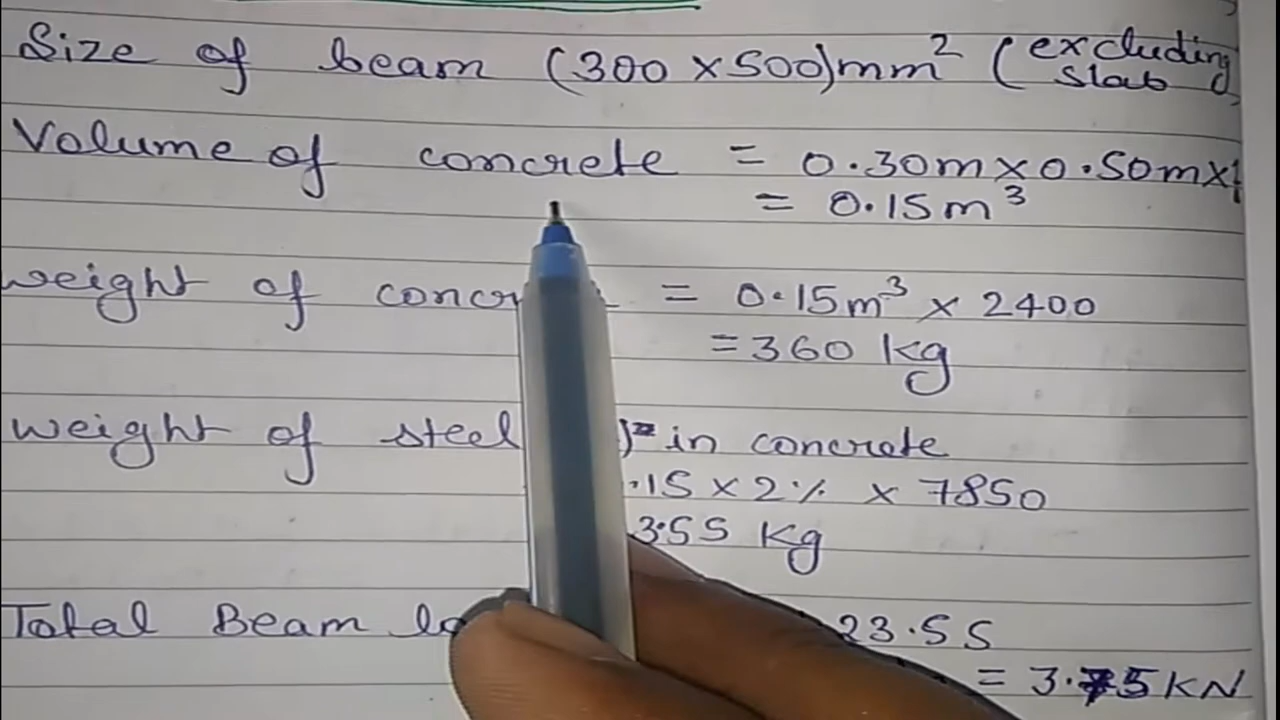 Size of beam (300 x 500)mm² (excluding slab)
Volume of concrete = 0.30m x 0.50m x 1
= 0.15m³
weight of = 0.15m³ x 2400
= 360 kg
weight of steel in concrete
.15 x 2% x 7850
3.55 Kg
Total Beam 23.55
= 3.75 KN